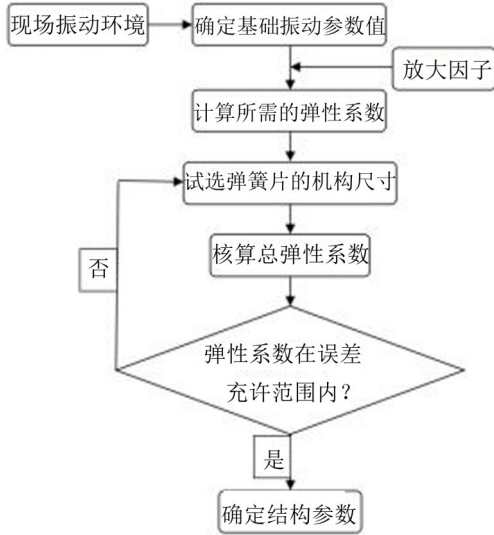 现场振动环境
确定基础振动参数值
放大因子
计算所需的弹性系数
试选弹簧片的机构尺寸
核算总弹性系数
否
弹性系数在误差
充许范围内？
是
确定结构参数